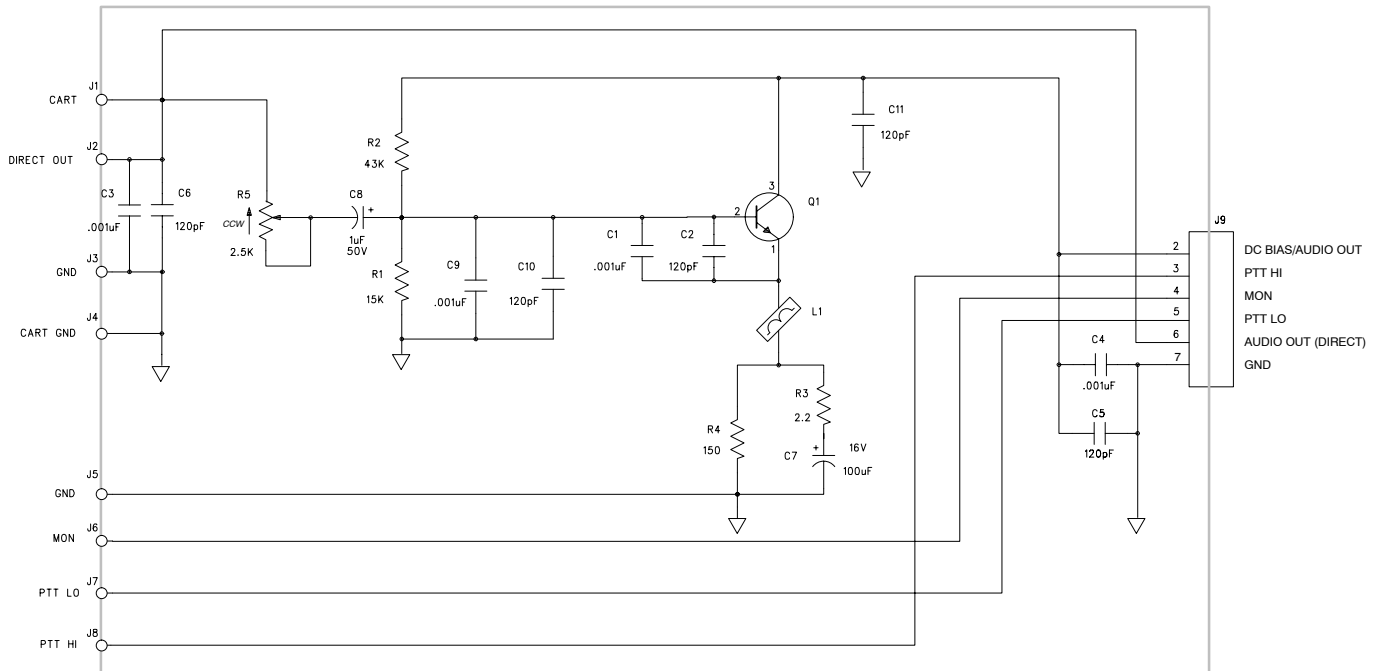 J1
CART
J2
DIRECT OUT
C3
.001uF
C6
120pF
J3
GND
J4
CART GND
R5
CCW
2.5K
C8
+
1uF
50V
R2
43K
R1
15K
C9
.001uF
C10
120pF
C1
.001uF
C2
120pF
3
2
1
Q1
C11
120pF
L1
R4
150
R3
2.2
C7
+
16V
100uF
C4
.001uF
C5
120pF
J9
2 DC BIAS/AUDIO OUT
3 PTT HI
4 MON
5 PTT LO
6 AUDIO OUT (DIRECT)
7 GND
J5
GND
J6
MON
J7
PTT LO
J8
PTT HI